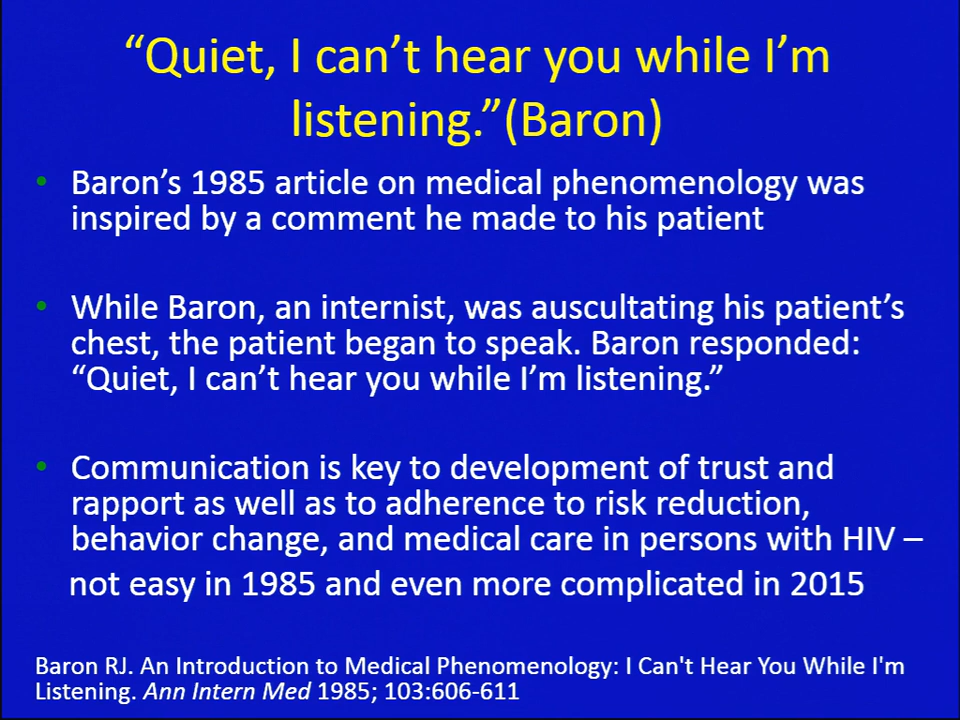 “Quiet, I can’t hear you while I’m
listening.”(Baron)
• Baron’s 1985 article on medical phenomenology was
inspired by a comment he made to his patient
• While Baron, an internist, was auscultating his patient’s
chest, the patient began to speak. Baron responded:
“Quiet, I can’t hear you while I’m listening.”
• Communication is key to development of trust and
rapport as well as to adherence to risk reduction,
behavior change, and medical care in persons with HIV –
not easy in 1985 and even more complicated in 2015
Baron RJ. An Introduction to Medical Phenomenology: I Can't Hear You While I'm
Listening. Ann Intern Med 1985; 103:606-611